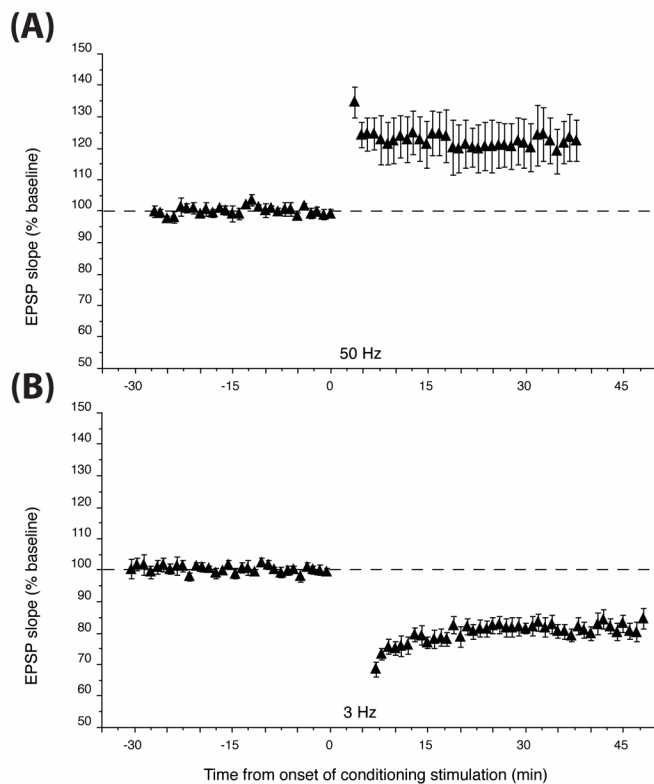 (A)
150
140
130
120
110
100
90
80
70
60
50
EPSP slope (% baseline)
50 Hz
-30 -15 0 15 30 45
(B)
150
140
130
120
110
100
90
80
70
60
50
EPSP slope (% baseline)
3 Hz
-30 -15 0 15 30 45
Time from onset of conditioning stimulation (min)